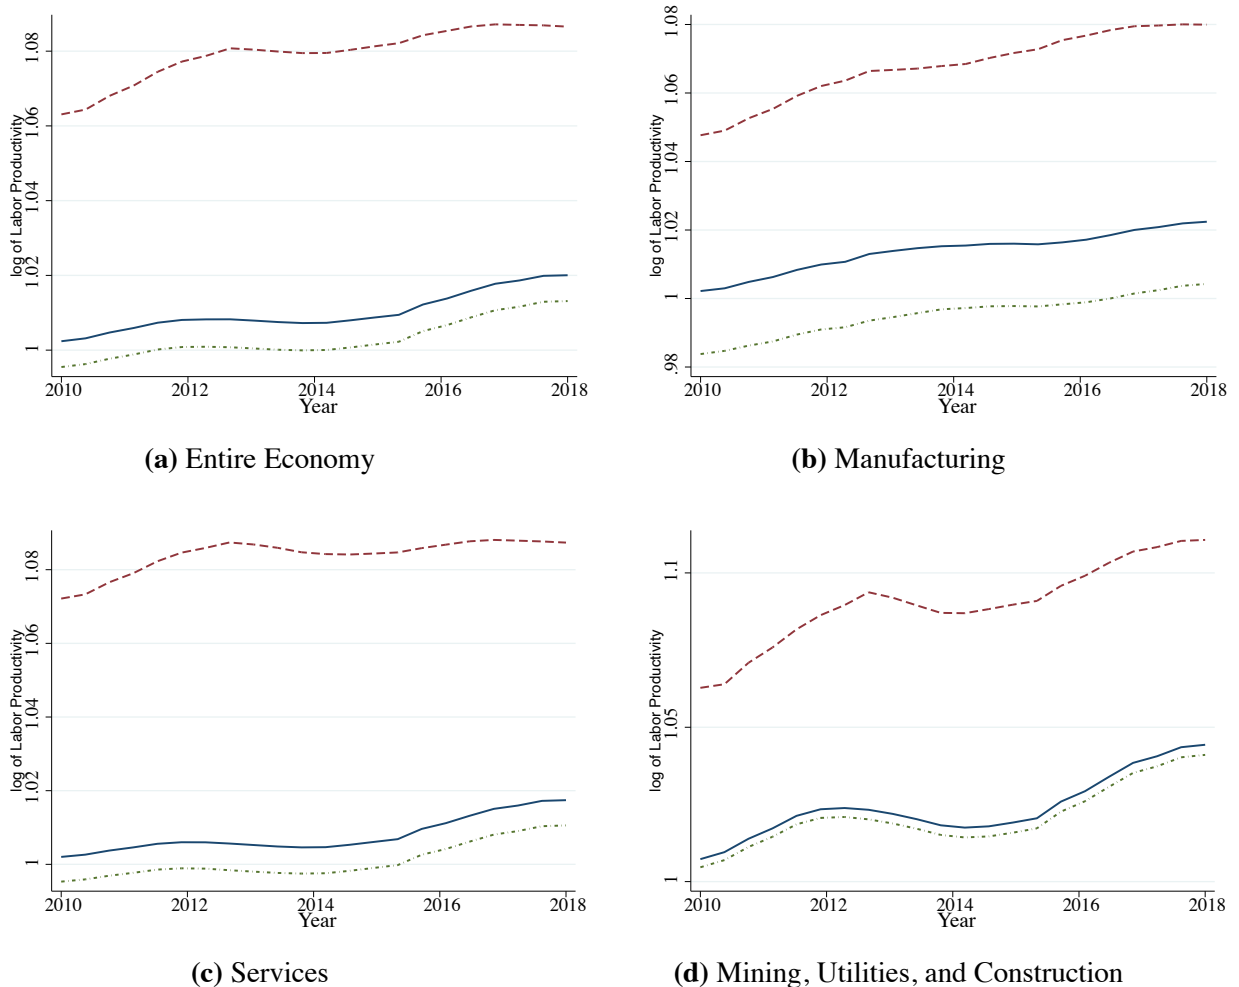 log of Labor Productivity
1.08
1.06
1.04
1.02
1
2010 2012 2014 2016 2018
Year
(a) Entire Economy
log of Labor Productivity
1.08
1.06
1.04
1.02
1
.98
2010 2012 2014 2016 2018
Year
(b) Manufacturing
log of Labor Productivity
1.08
1.06
1.04
1.02
1
2010 2012 2014 2016 2018
Year
(c) Services
log of Labor Productivity
1.1
1.05
1
2010 2012 2014 2016 2018
Year
(d) Mining, Utilities, and Construction